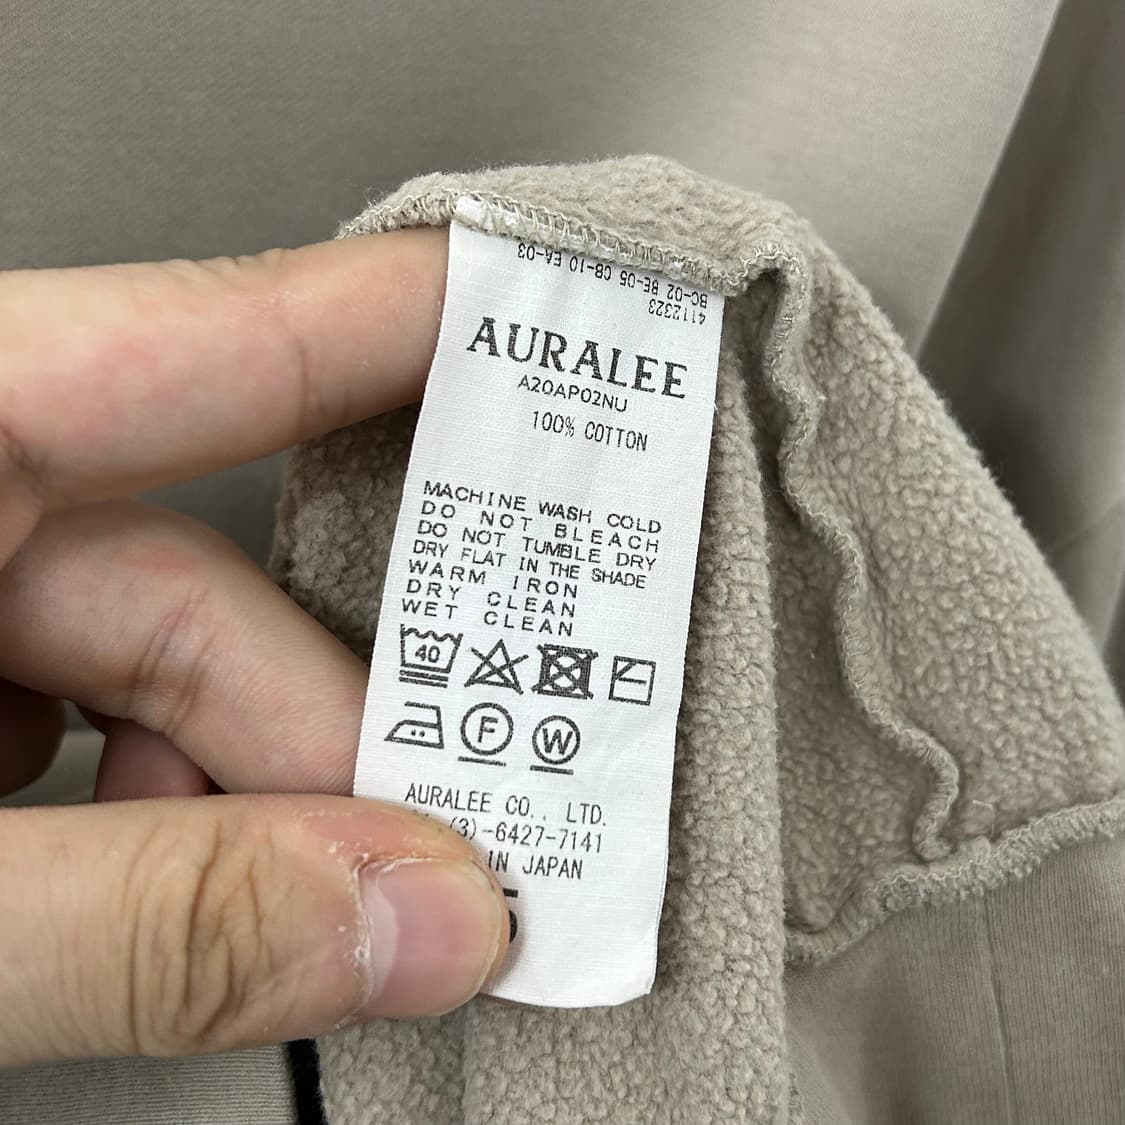 BC-02 BE-05 CB-10 EA-03
4112323
AURALEE
A20AP02NU
100% COTTON
MACHINE WASH COLD
DO NOT BLEACH
DO NOT TUMBLE DRY
DRY FLAT IN THE SHADE
WARM IRON
DRY CLEAN
WET CLEAN
40
F
W
AURALEE CO., LTD.
(3)-6427-7141
IN JAPAN